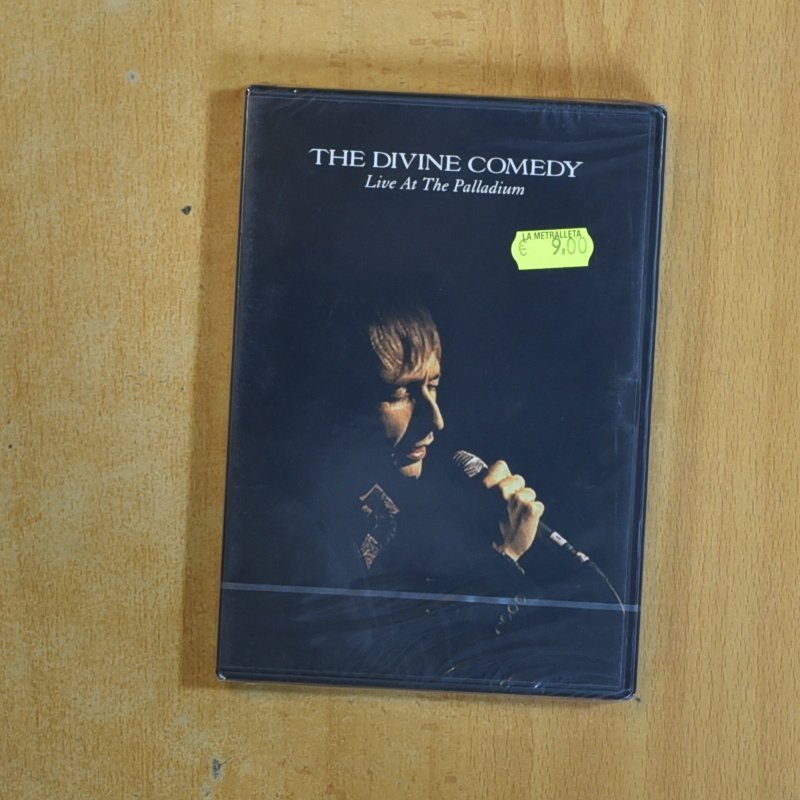 THE DIVINE COMEDY
Live At The Palladium
LA METRALLETA
€ 9,00